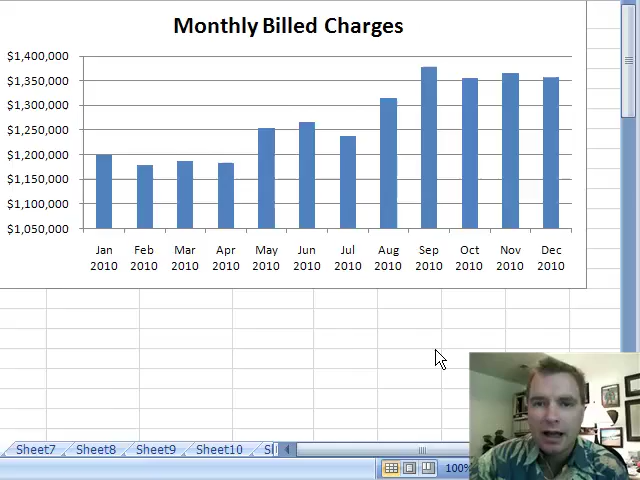 Monthly Billed Charges
$1,400,000
$1,350,000
$1,300,000
$1,250,000
$1,200,000
$1,150,000
$1,100,000
$1,050,000
Jan Feb Mar Apr May Jun Jul Aug Sep Oct Nov Dec
2010 2010 2010 2010 2010 2010 2010 2010 2010 2010 2010 2010
Sheet7 Sheet8 Sheet9 Sheet10
100%